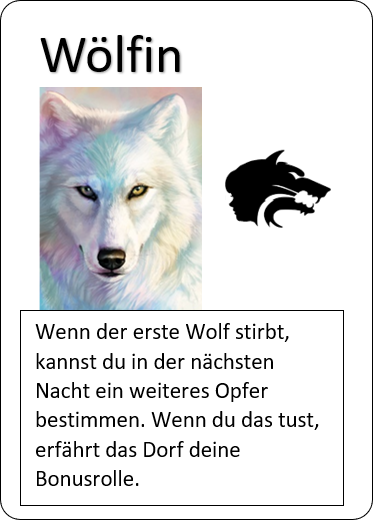 Wölfin
Wenn der erste Wolf stirbt,
kannst du in der nächsten
Nacht ein weiteres Opfer
bestimmen. Wenn du das tust,
erfährt das Dorf deine
Bonusrolle.